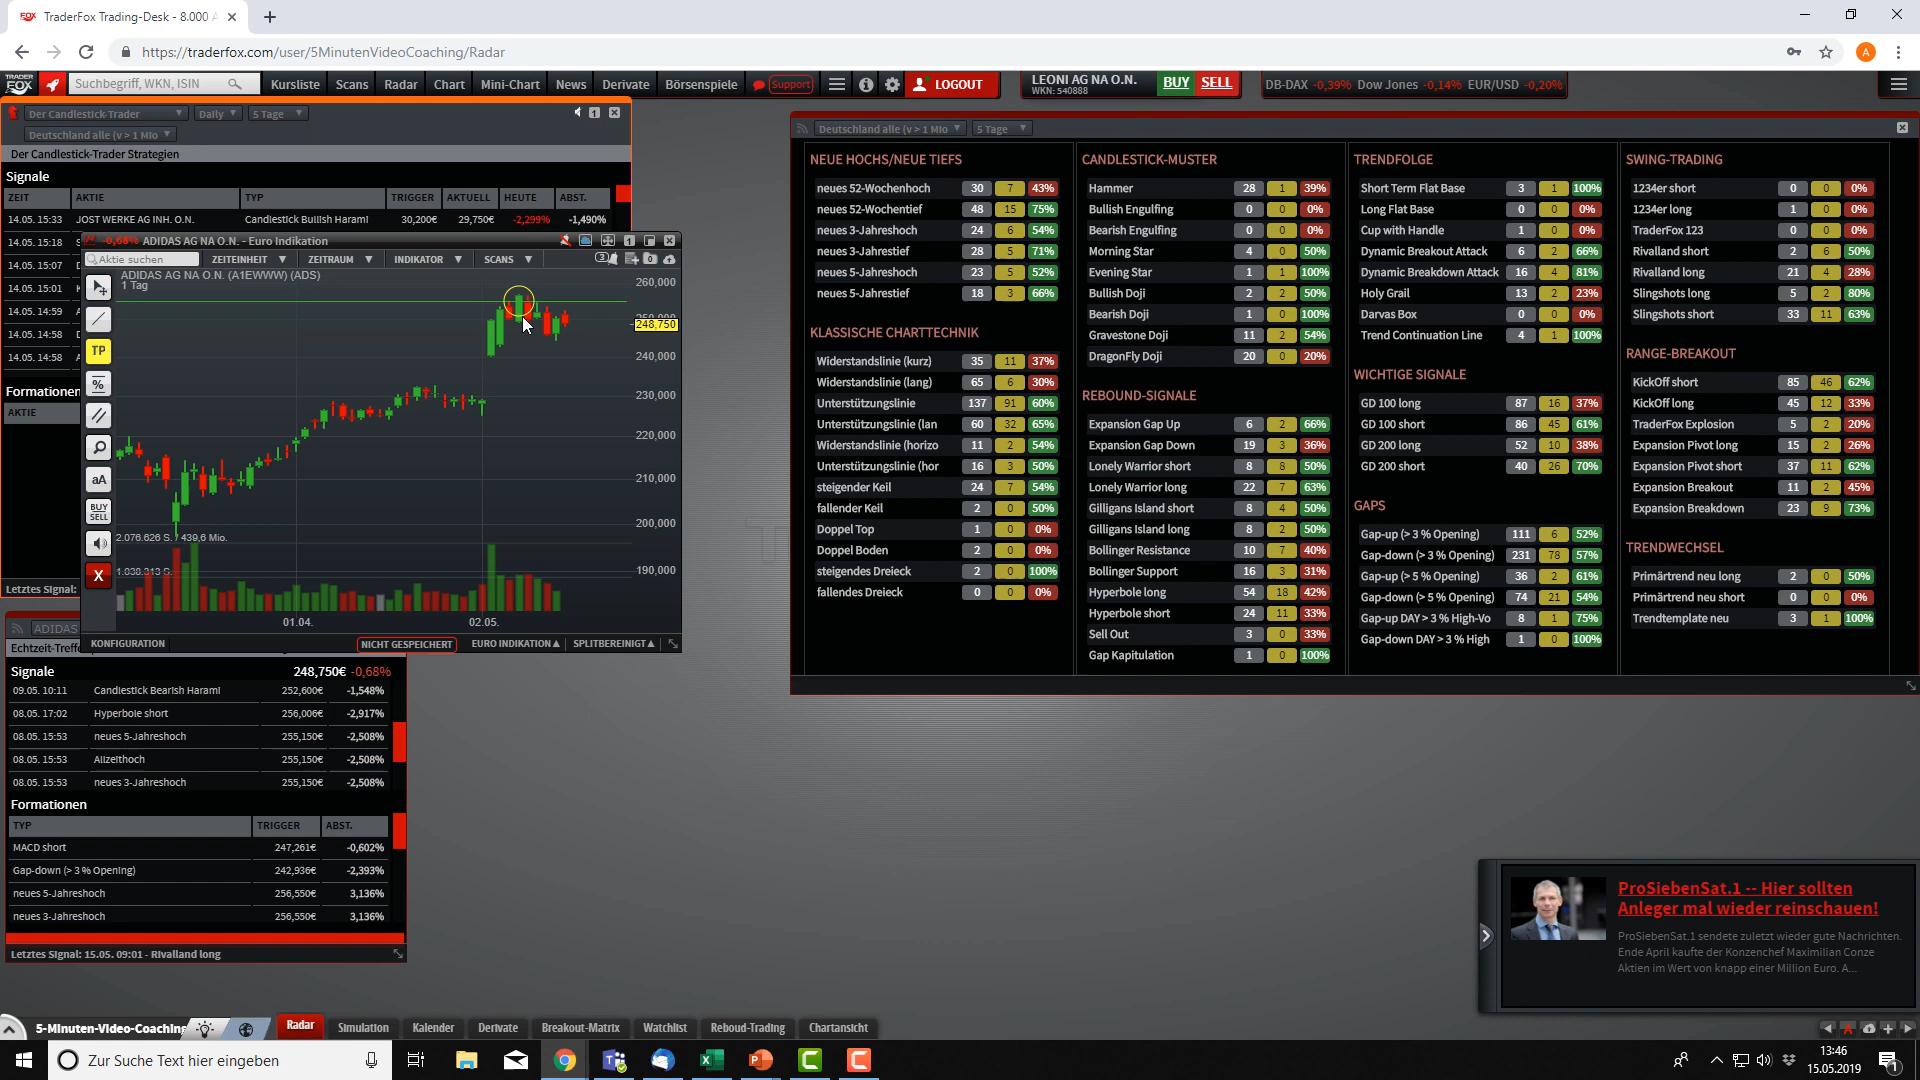 TraderFox Trading-Desk - 8.000
https://traderfox.com/user/5MinutenVideoCoaching/Radar
TRADER FOX Suchbegriff, WKN, ISIN Kursliste Scans Radar Chart Mini-Chart News Derivate Börsenspiele Support LOGOUT LEONI AG NA O.N. WKN: 540888 BUY SELL DB-DAX -0,39% Dow Jones -0,14% EUR/USD -0,20%
Der Candlestick-Trader Daily 5 Tage 1
Deutschland alle (v > 1 Mio
Der Candlestick-Trader Strategien
Signale
ZEIT AKTIE TYP TRIGGER AKTUELL HEUTE ABST.
14.05. 15:33 JOST WERKE AG INH. O.N. Candlestick Bullish Harami 30,200€ 29,750€ -2,299% -1,490%
14.05. 15:18
14.05. 15:07
14.05. 15:01
14.05. 14:59
14.05. 14:58
14.05. 14:58
Formationen
AKTIE
Letztes Signal:
-0,68% ADIDAS AG NA O.N. - Euro Indikation 1
Aktie suchen ZEITEINHEIT ZEITRAUM INDIKATOR SCANS 3 0
ADIDAS AG NA O.N. (A1EWWW) (ADS)
1 Tag
TP
%
aA
BUY SELL
X
260,000
248,750
240,000
230,000
220,000
210,000
200,000
190,000
2.076.626 S. / 439,6 Mio.
1.038.313 S.
01.04. 02.05.
KONFIGURATION NICHT GESPEICHERT EURO INDIKATION SPLITBEREINIGT
ADIDAS
Echtzeit-Treffe
Signale 248,750€ -0,68%
09.05. 10:11 Candlestick Bearish Harami 252,600€ -1,548%
08.05. 17:02 Hyperbole short 256,006€ -2,917%
08.05. 15:53 neues 5-Jahreshoch 255,150€ -2,508%
08.05. 15:53 Allzeithoch 255,150€ -2,508%
08.05. 15:53 neues 3-Jahreshoch 255,150€ -2,508%
Formationen
TYP TRIGGER ABST.
MACD short 247,261€ -0,602%
Gap-down (> 3 % Opening) 242,936€ -2,393%
neues 5-Jahreshoch 256,550€ 3,136%
neues 3-Jahreshoch 256,550€ 3,136%
Letztes Signal: 15.05. 09:01 - Rivalland long
Deutschland alle (v > 1 Mio 5 Tage
NEUE HOCHS/NEUE TIEFS
neues 52-Wochenhoch 30 7 43%
neues 52-Wochentief 48 15 75%
neues 3-Jahreshoch 24 6 54%
neues 3-Jahrestief 28 5 71%
neues 5-Jahreshoch 23 5 52%
neues 5-Jahrestief 18 3 66%
KLASSISCHE CHARTTECHNIK
Widerstandslinie (kurz) 35 11 37%
Widerstandslinie (lang) 65 6 30%
Unterstützungslinie 137 91 60%
Unterstützungslinie (lan 60 32 65%
Widerstandslinie (horizo 11 2 54%
Unterstützungslinie (hor 16 3 50%
steigender Keil 24 7 54%
fallender Keil 2 0 50%
Doppel Top 1 0 0%
Doppel Boden 2 0 0%
steigendes Dreieck 2 0 100%
fallendes Dreieck 0 0 0%
CANDLESTICK-MUSTER
Hammer 28 1 39%
Bullish Engulfing 0 0 0%
Bearish Engulfing 0 0 0%
Morning Star 4 0 50%
Evening Star 1 1 100%
Bullish Doji 2 2 50%
Bearish Doji 1 0 100%
Gravestone Doji 11 2 54%
DragonFly Doji 20 0 20%
REBOUND-SIGNALE
Expansion Gap Up 6 2 66%
Expansion Gap Down 19 3 36%
Lonely Warrior short 8 8 50%
Lonely Warrior long 22 7 63%
Gilligans Island short 8 4 50%
Gilligans Island long 8 2 50%
Bollinger Resistance 10 7 40%
Bollinger Support 16 3 31%
Hyperbole long 54 18 42%
Hyperbole short 24 11 33%
Sell Out 3 0 33%
Gap Kapitulation 1 0 100%
TRENDFOLGE
Short Term Flat Base 3 1 100%
Long Flat Base 0 0 0%
Cup with Handle 1 0 0%
Dynamic Breakout Attack 6 2 66%
Dynamic Breakdown Attack 16 4 81%
Holy Grail 13 2 23%
Darvas Box 0 0 0%
Trend Continuation Line 4 1 100%
WICHTIGE SIGNALE
GD 100 long 87 16 37%
GD 100 short 86 45 61%
GD 200 long 52 10 38%
GD 200 short 40 26 70%
GAPS
Gap-up (> 3 % Opening) 111 6 52%
Gap-down (> 3 % Opening) 231 78 57%
Gap-up (> 5 % Opening) 36 2 61%
Gap-down (> 5 % Opening) 74 21 54%
Gap-up DAY > 3 % High-Vo 8 1 75%
Gap-down DAY > 3 % High 1 0 100%
SWING-TRADING
1234er short 0 0 0%
1234er long 1 0 0%
TraderFox 123 0 0 0%
Rivalland short 2 6 50%
Rivalland long 21 4 28%
Slingshots long 5 2 80%
Slingshots short 33 11 63%
RANGE-BREAKOUT
KickOff short 85 46 62%
KickOff long 45 12 33%
TraderFox Explosion 5 2 20%
Expansion Pivot long 15 2 26%
Expansion Pivot short 37 11 62%
Expansion Breakout 11 2 45%
Expansion Breakdown 23 9 73%
TRENDWECHSEL
Primärtrend neu long 2 0 50%
Primärtrend neu short 0 0 0%
Trendtemplate neu 3 1 100%
ProSiebenSat.1 -- Hier sollten
Anleger mal wieder reinschauen!
ProSiebenSat.1 sendete zuletzt wieder gute Nachrichten.
Ende April kaufte der Konzenchef Maximilian Conze
Aktien im Wert von knapp einer Million Euro. A...
5-Minuten-Video-Coaching Radar Simulation Kalender Derivate Breakout-Matrix Watchlist Reboud-Trading Chartansicht
Zur Suche Text hier eingeben
13:46
15.05.2019
1